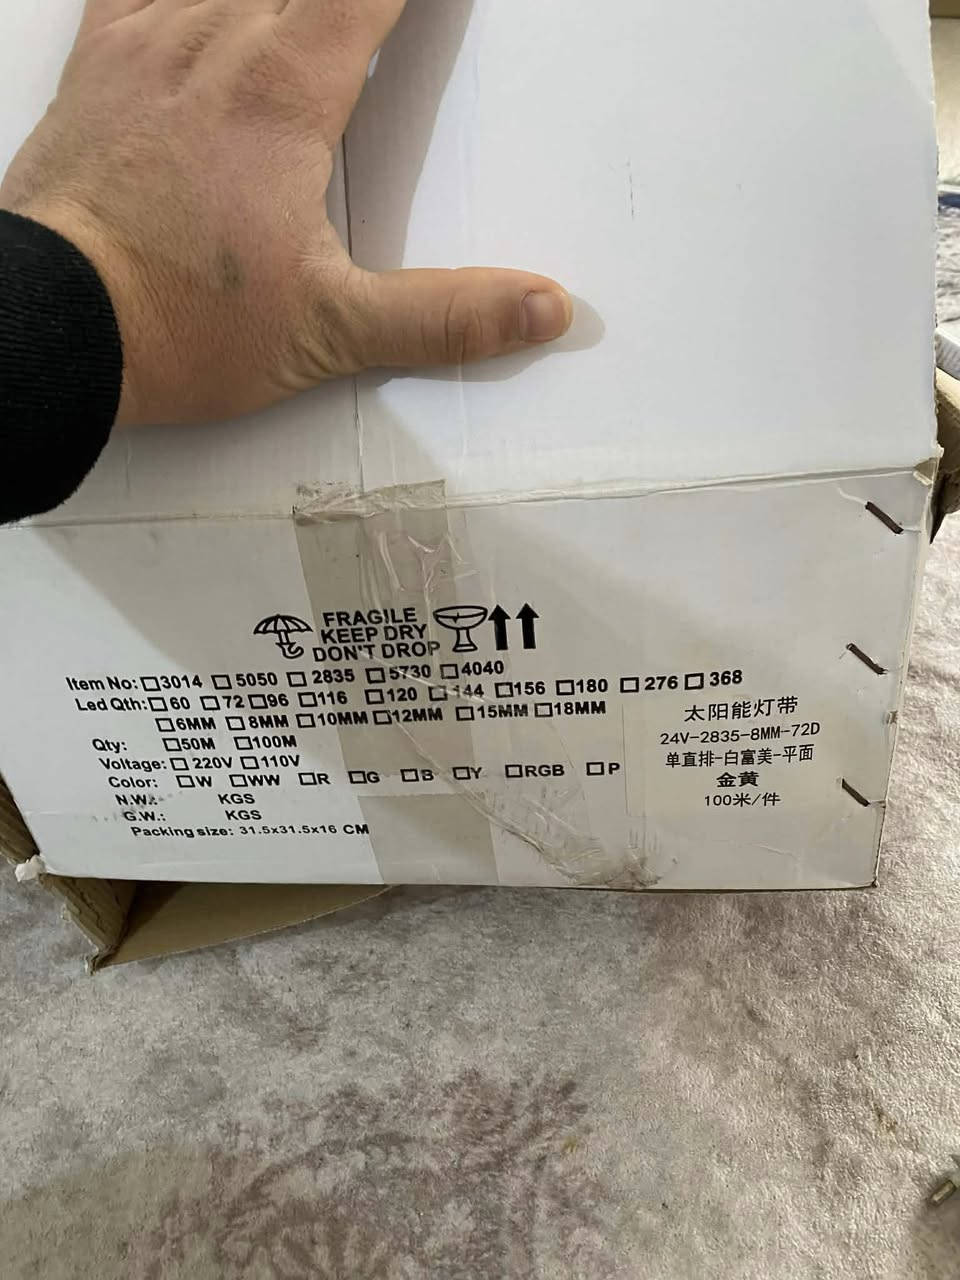 FRAGILE
KEEP DRY
DON'T DROP
Item No: □3014 □5050 □2835 □5730 □4040
Led Qth: □60 □72 □96 □116 □120 □144 □156 □180 □276 □368
□6MM □8MM □10MM □12MM □15MM □18MM
Qty: □50M □100M
Voltage: □220V □110V
Color: □W □WW □R □G □B □Y □RGB □P
N.W.: KGS
G.W.: KGS
Packing size: 31.5x31.5x16 CM
太阳能灯带
24V-2835-8MM-72D
单直排-白富美-平面
金黄
100米/件